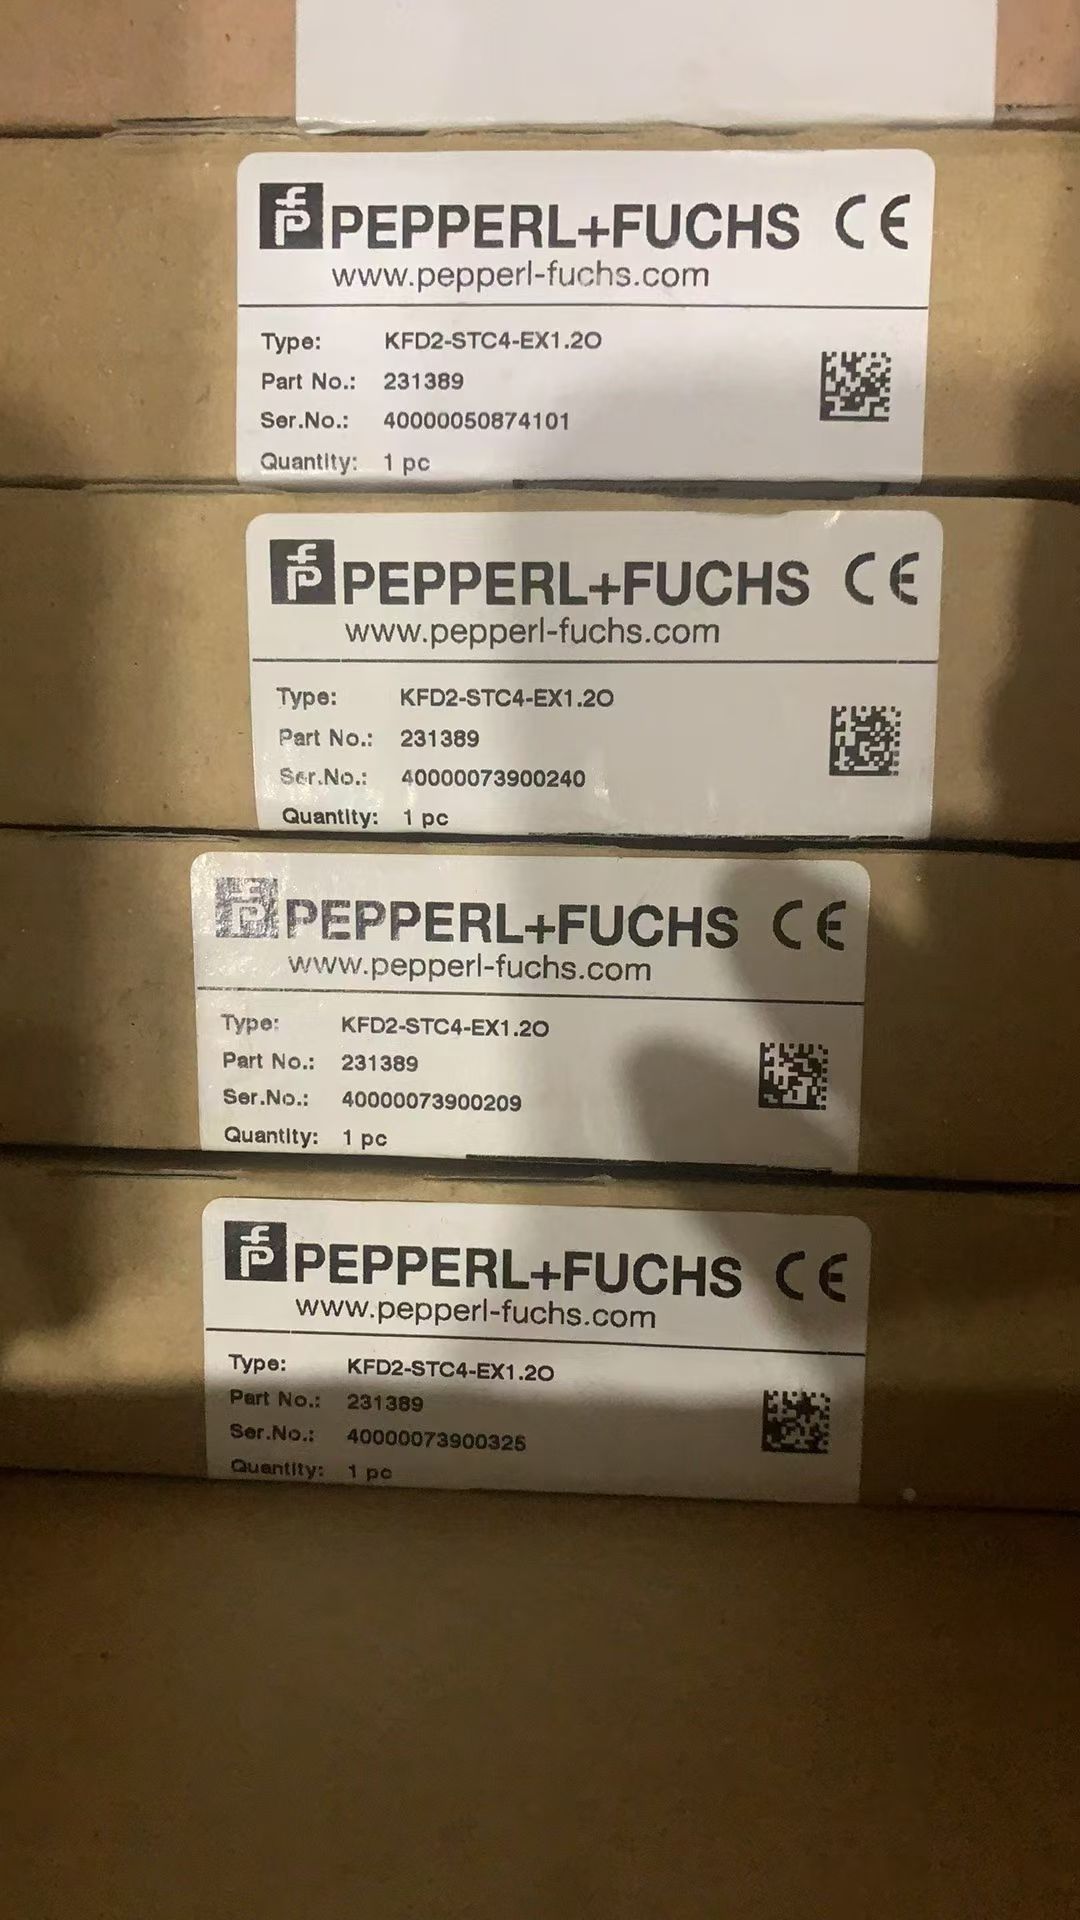 PEPPERL+FUCHS CE
www.pepperl-fuchs.com
Type: KFD2-STC4-EX1.2O
Part No.: 231389
Ser.No.: 40000050874101
Quantity: 1 pc
PEPPERL+FUCHS CE
www.pepperl-fuchs.com
Type: KFD2-STC4-EX1.2O
Part No.: 231389
Ser.No.: 40000073900240
Quantity: 1 pc
PEPPERL+FUCHS CE
www.pepperl-fuchs.com
Type: KFD2-STC4-EX1.2O
Part No.: 231389
Ser.No.: 40000073900209
Quantity: 1 pc
PEPPERL+FUCHS CE
www.pepperl-fuchs.com
Type: KFD2-STC4-EX1.2O
Part No.: 231389
Ser.No.: 40000073900325
Quantity: 1 pc